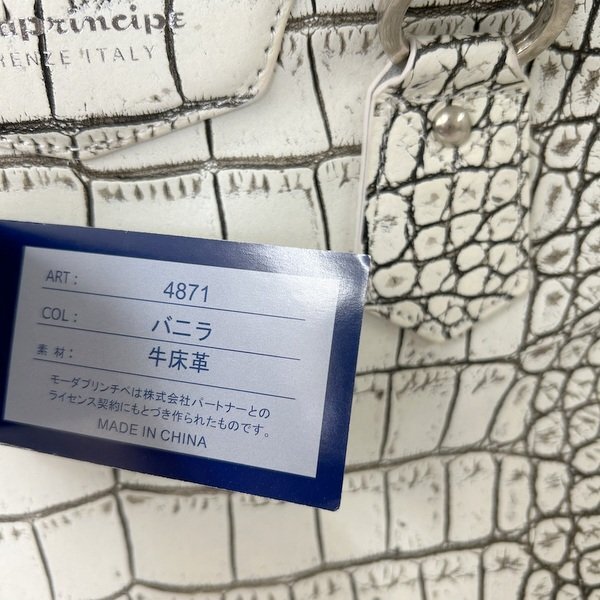 RENZE ITALY
ART: 4871
COL: バニラ
素材: 牛床革
モーダプリンチペは株式会社パートナーとの
ライセンス契約にもとづき作られたものです。
MADE IN CHINA